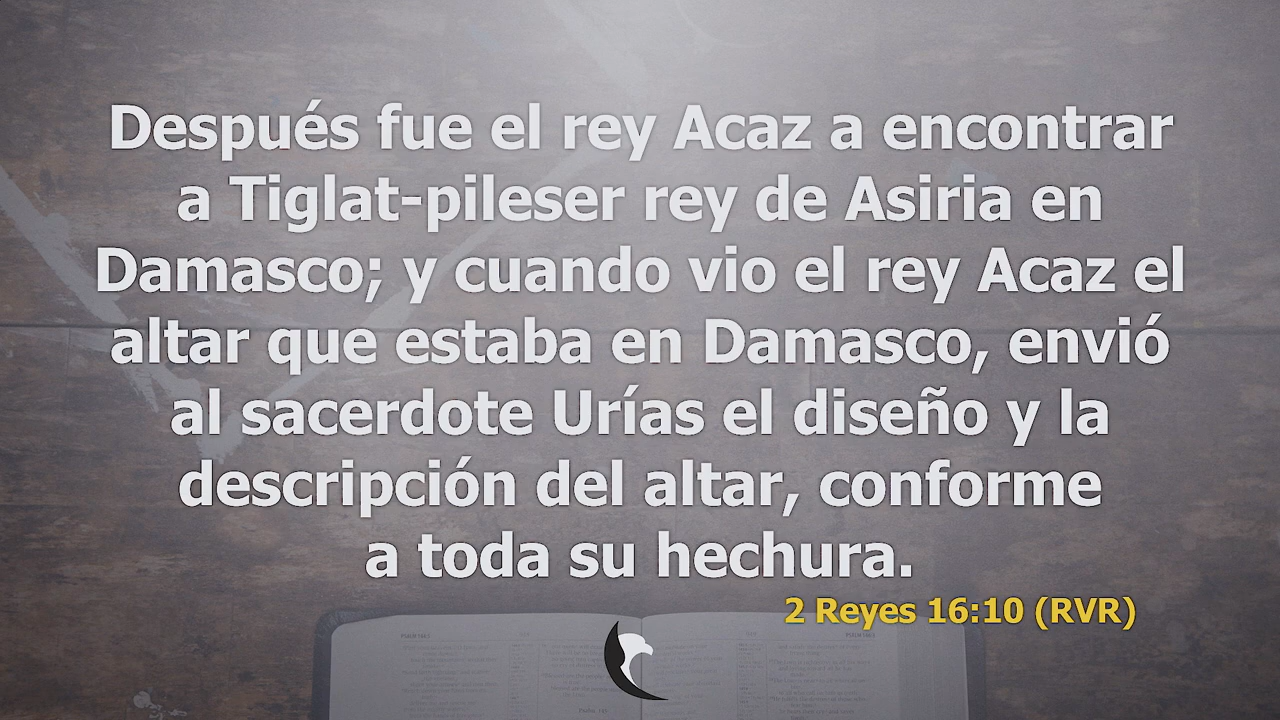 Después fue el rey Acaz a encontrar
a Tiglat-pileser rey de Asiria en
Damasco; y cuando vio el rey Acaz el
altar que estaba en Damasco, envió
al sacerdote Urías el diseño y la
descripción del altar, conforme
a toda su hechura.
2 Reyes 16:10 (RVR)